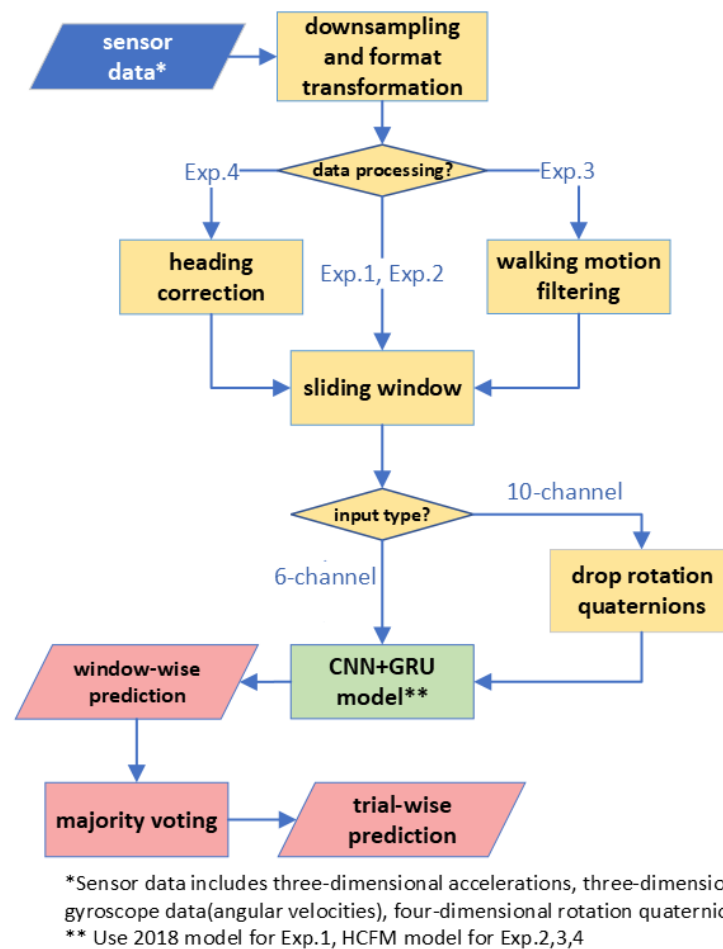 sensor
data*
downsampling
and format
transformation
data processing?
Exp.4
Exp.3
Exp.1, Exp.2
heading
correction
walking motion
filtering
sliding window
input type?
10-channel
6-channel
drop rotation
quaternions
CNN+GRU
model**
window-wise
prediction
majority voting
trial-wise
prediction
*Sensor data includes three-dimensional accelerations,
gyroscope data(angular velocities), four-dimensional rotation
** Use 2018 model for Exp.1, HCFM model for Exp.2,3,4